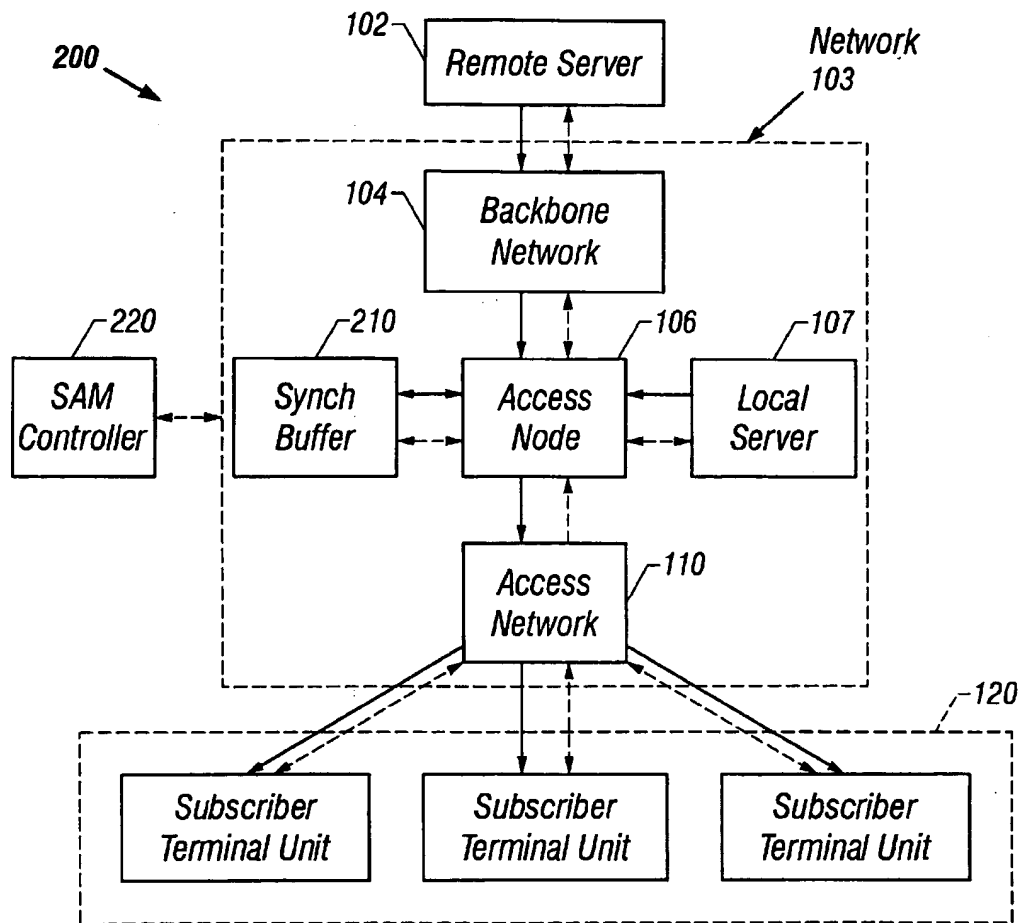 200
102
Remote Server
Network
103
104
Backbone
Network
220
SAM
Controller
210
Synch
Buffer
106
Access
Node
107
Local
Server
110
Access
Network
120
Subscriber
Terminal Unit
Subscriber
Terminal Unit
Subscriber
Terminal Unit